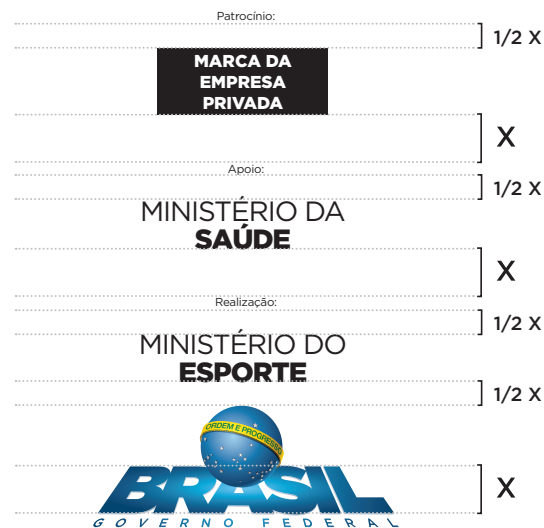 Patrocínio:
1/2 X
MARCA DA
EMPRESA
PRIVADA
X
Apoio:
1/2 X
MINISTÉRIO DA
SAÚDE
X
Realização:
1/2 X
MINISTÉRIO DO
ESPORTE
1/2 X
ORDEM E PROGRESSO
BRASIL
X
GOVERNO FEDERAL